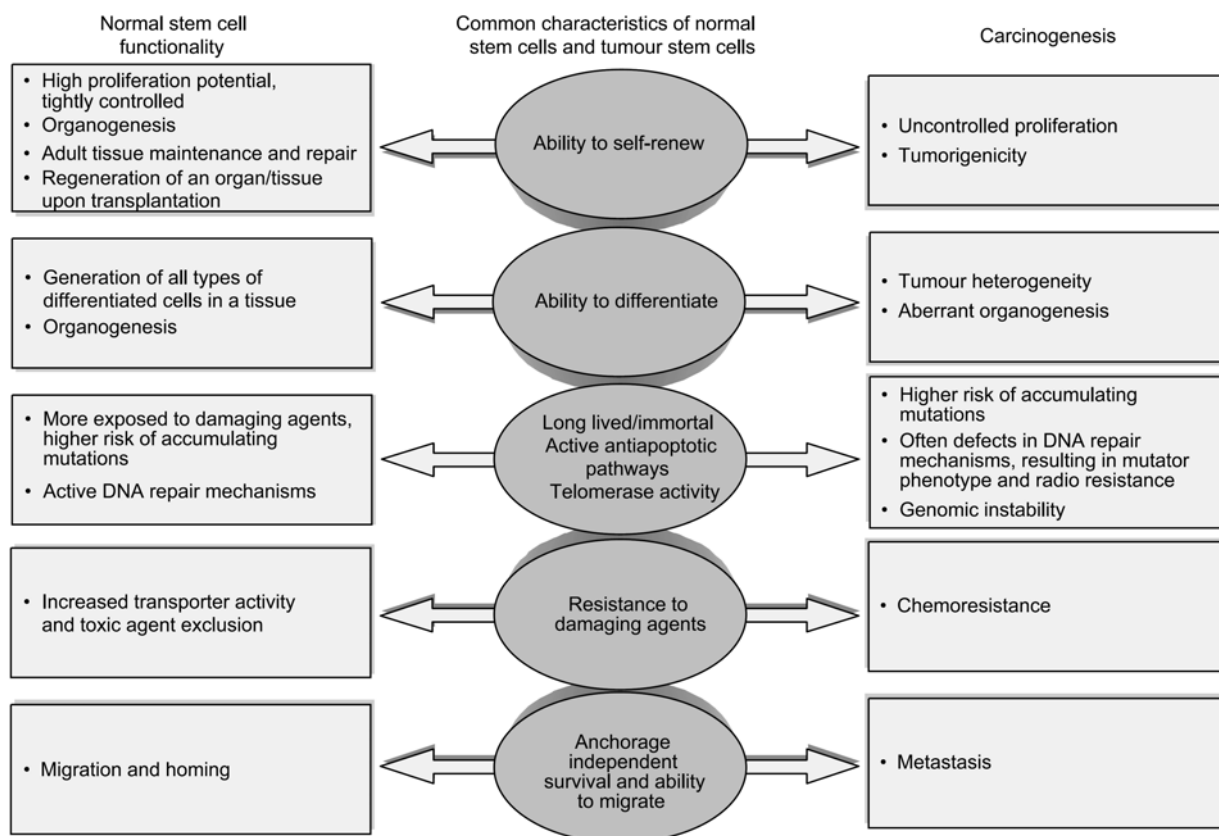 Normal stem cell
functionality
Common characteristics of normal
stem cells and tumour stem cells
Carcinogenesis
• High proliferation potential,
tightly controlled
• Organogenesis
• Adult tissue maintenance and repair
• Regeneration of an organ/tissue
upon transplantation
Ability to self-renew
• Uncontrolled proliferation
• Tumorigenicity
• Generation of all types of
differentiated cells in a tissue
• Organogenesis
Ability to differentiate
• Tumour heterogeneity
• Aberrant organogenesis
• More exposed to damaging agents,
higher risk of accumulating
mutations
• Active DNA repair mechanisms
Long lived/immortal
Active antiapoptotic
pathways
Telomerase activity
• Higher risk of accumulating
mutations
• Often defects in DNA repair
mechanisms, resulting in mutator
phenotype and radio resistance
• Genomic instability
• Increased transporter activity
and toxic agent exclusion
Resistance to
damaging agents
• Chemoresistance
• Migration and homing
Anchorage
independent
survival and ability
to migrate
• Metastasis